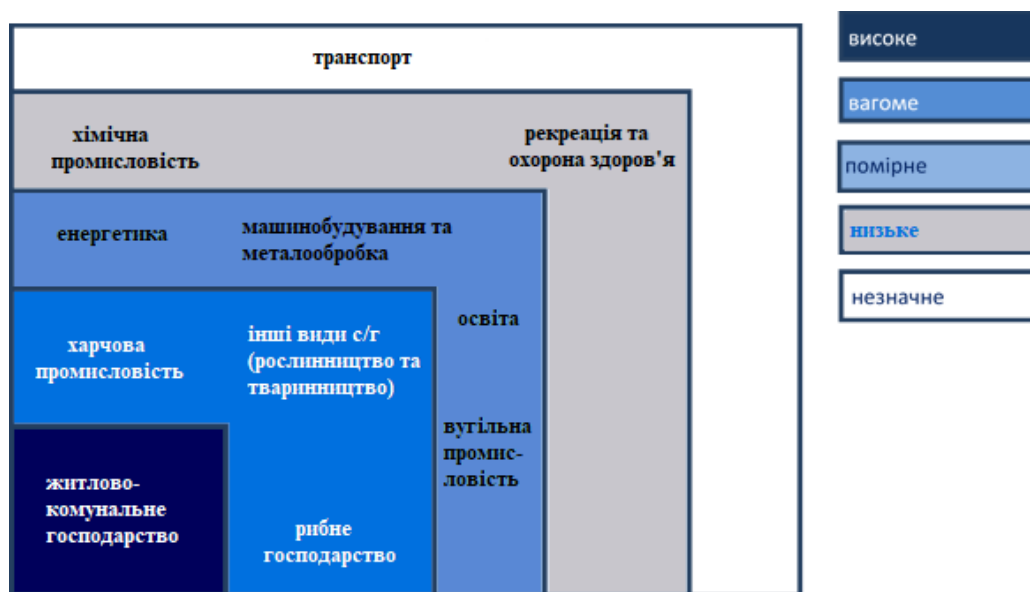 транспорт
хімічна
промисловість
рекреація та
охорона здоров'я
енергетика
машинобудування та
металообробка
освіта
харчова
промисловість
інші види с/г
(рослинництво та
тваринництво)
вугільна
промис-
ловість
житлово-
комунальне
господарство
рибне
господарство
високе
вагоме
помірне
низьке
незначне